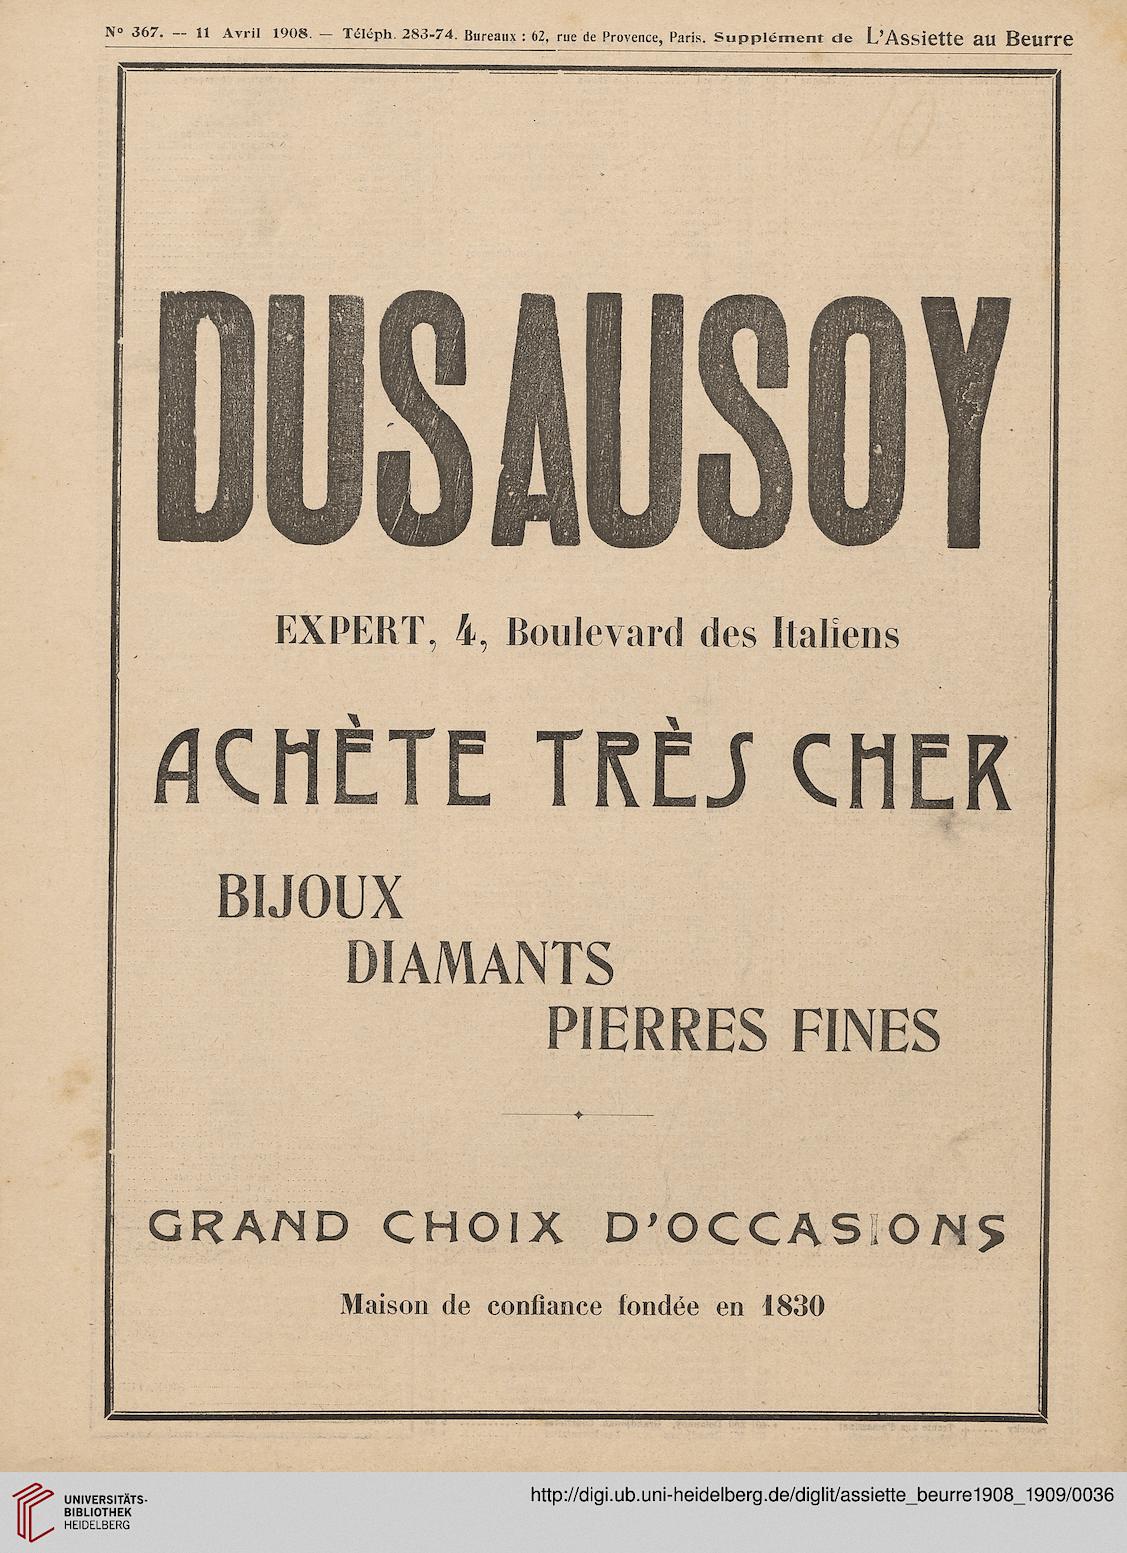 Nº 367. -- 11 Avril 1908. — Téléph. 283-74. Bureaux : 62, rue de Provence, Paris. Supplément de L'Assiette au Beurre
DUSAUSOY
EXPERT, 4, Boulevard des Italiens
ACHÈTE TRÈS CHER
BIJOUX
DIAMANTS
PIERRES FINES
GRAND CHOIX D'OCCASIONS
Maison de confiance fondée en 1830
UNIVERSITÄTS-
BIBLIOTHEK
HEIDELBERG
http://digi.ub.uni-heidelberg.de/diglit/assiette_beurre1908_1909/0036